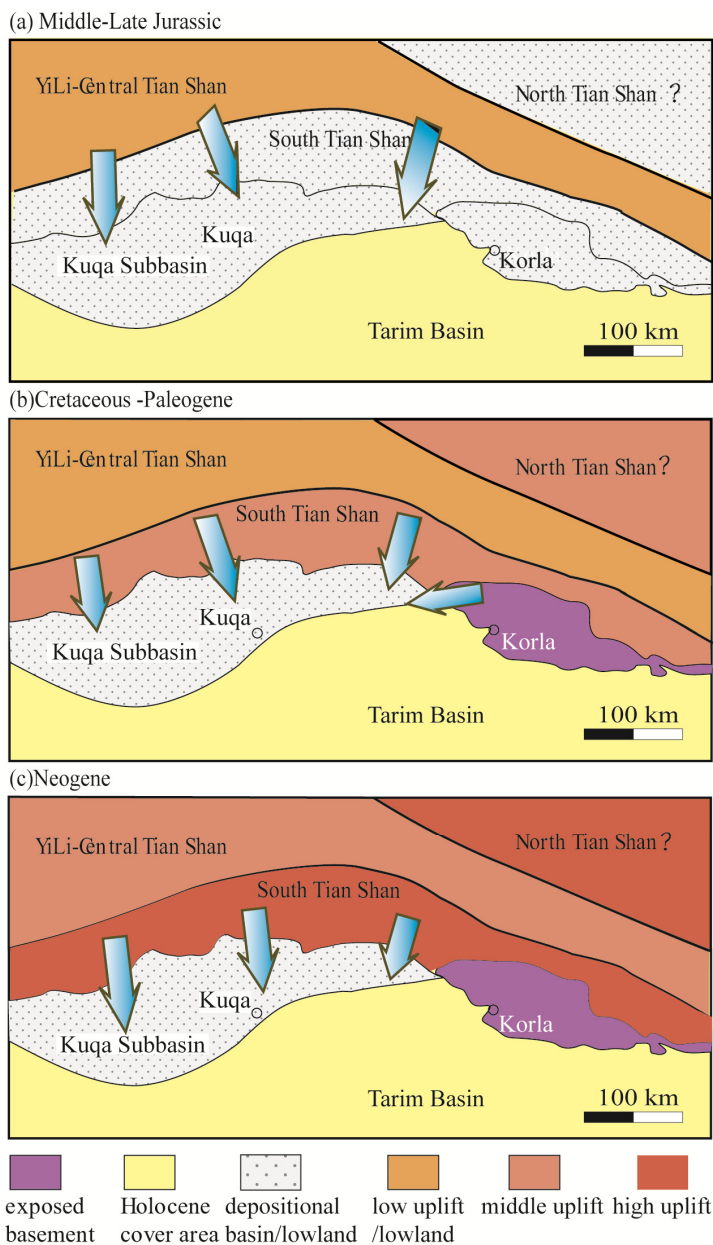 (a) Middle-Late Jurassic
YiLi-Central Tian Shan
North Tian Shan ?
South Tian Shan
Kuqa
Kuqa Subbasin
Korla
Tarim Basin
100 km
(b)Cretaceous -Paleogene
YiLi-Central Tian Shan
North Tian Shan?
South Tian Shan
Kuqa
Kuqa Subbasin
Korla
Tarim Basin
100 km
(c)Neogene
YiLi-Central Tian Shan
North Tian Shan?
South Tian Shan
Kuqa
Korla
Kuqa Subbasin
Tarim Basin
100 km
exposed basement
Holocene cover area
depositional basin/lowland
low uplift /lowland
middle uplift
high uplift